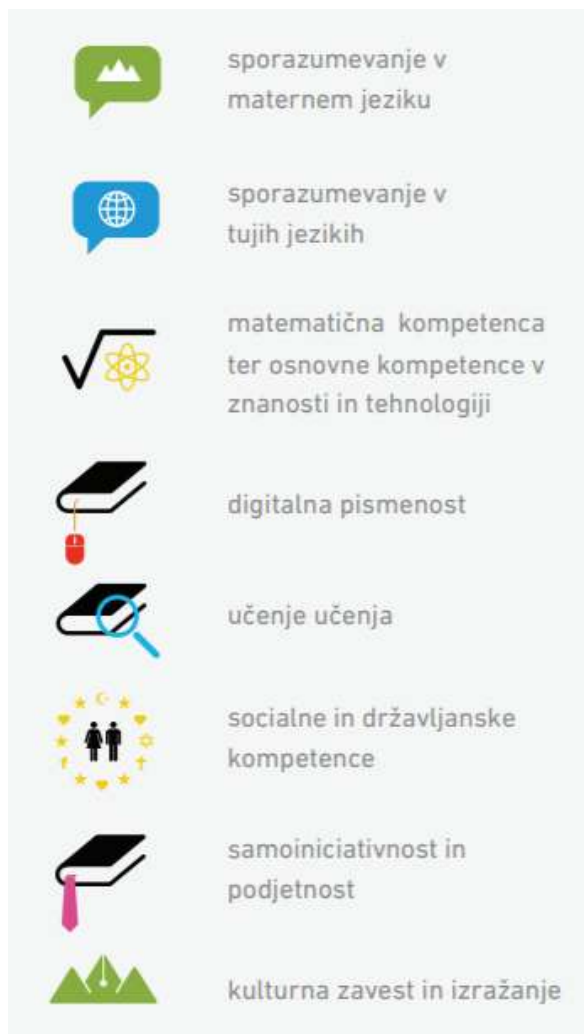 sporazumevanje v
maternem jeziku
sporazumevanje v
tujih jezikih
matematična kompetenca
ter osnovne kompetence v
znanosti in tehnologiji
digitalna pismenost
učenje učenja
socialne in državljanske
kompetence
samoiniciativnost in
podjetnost
kulturna zavest in izražanje